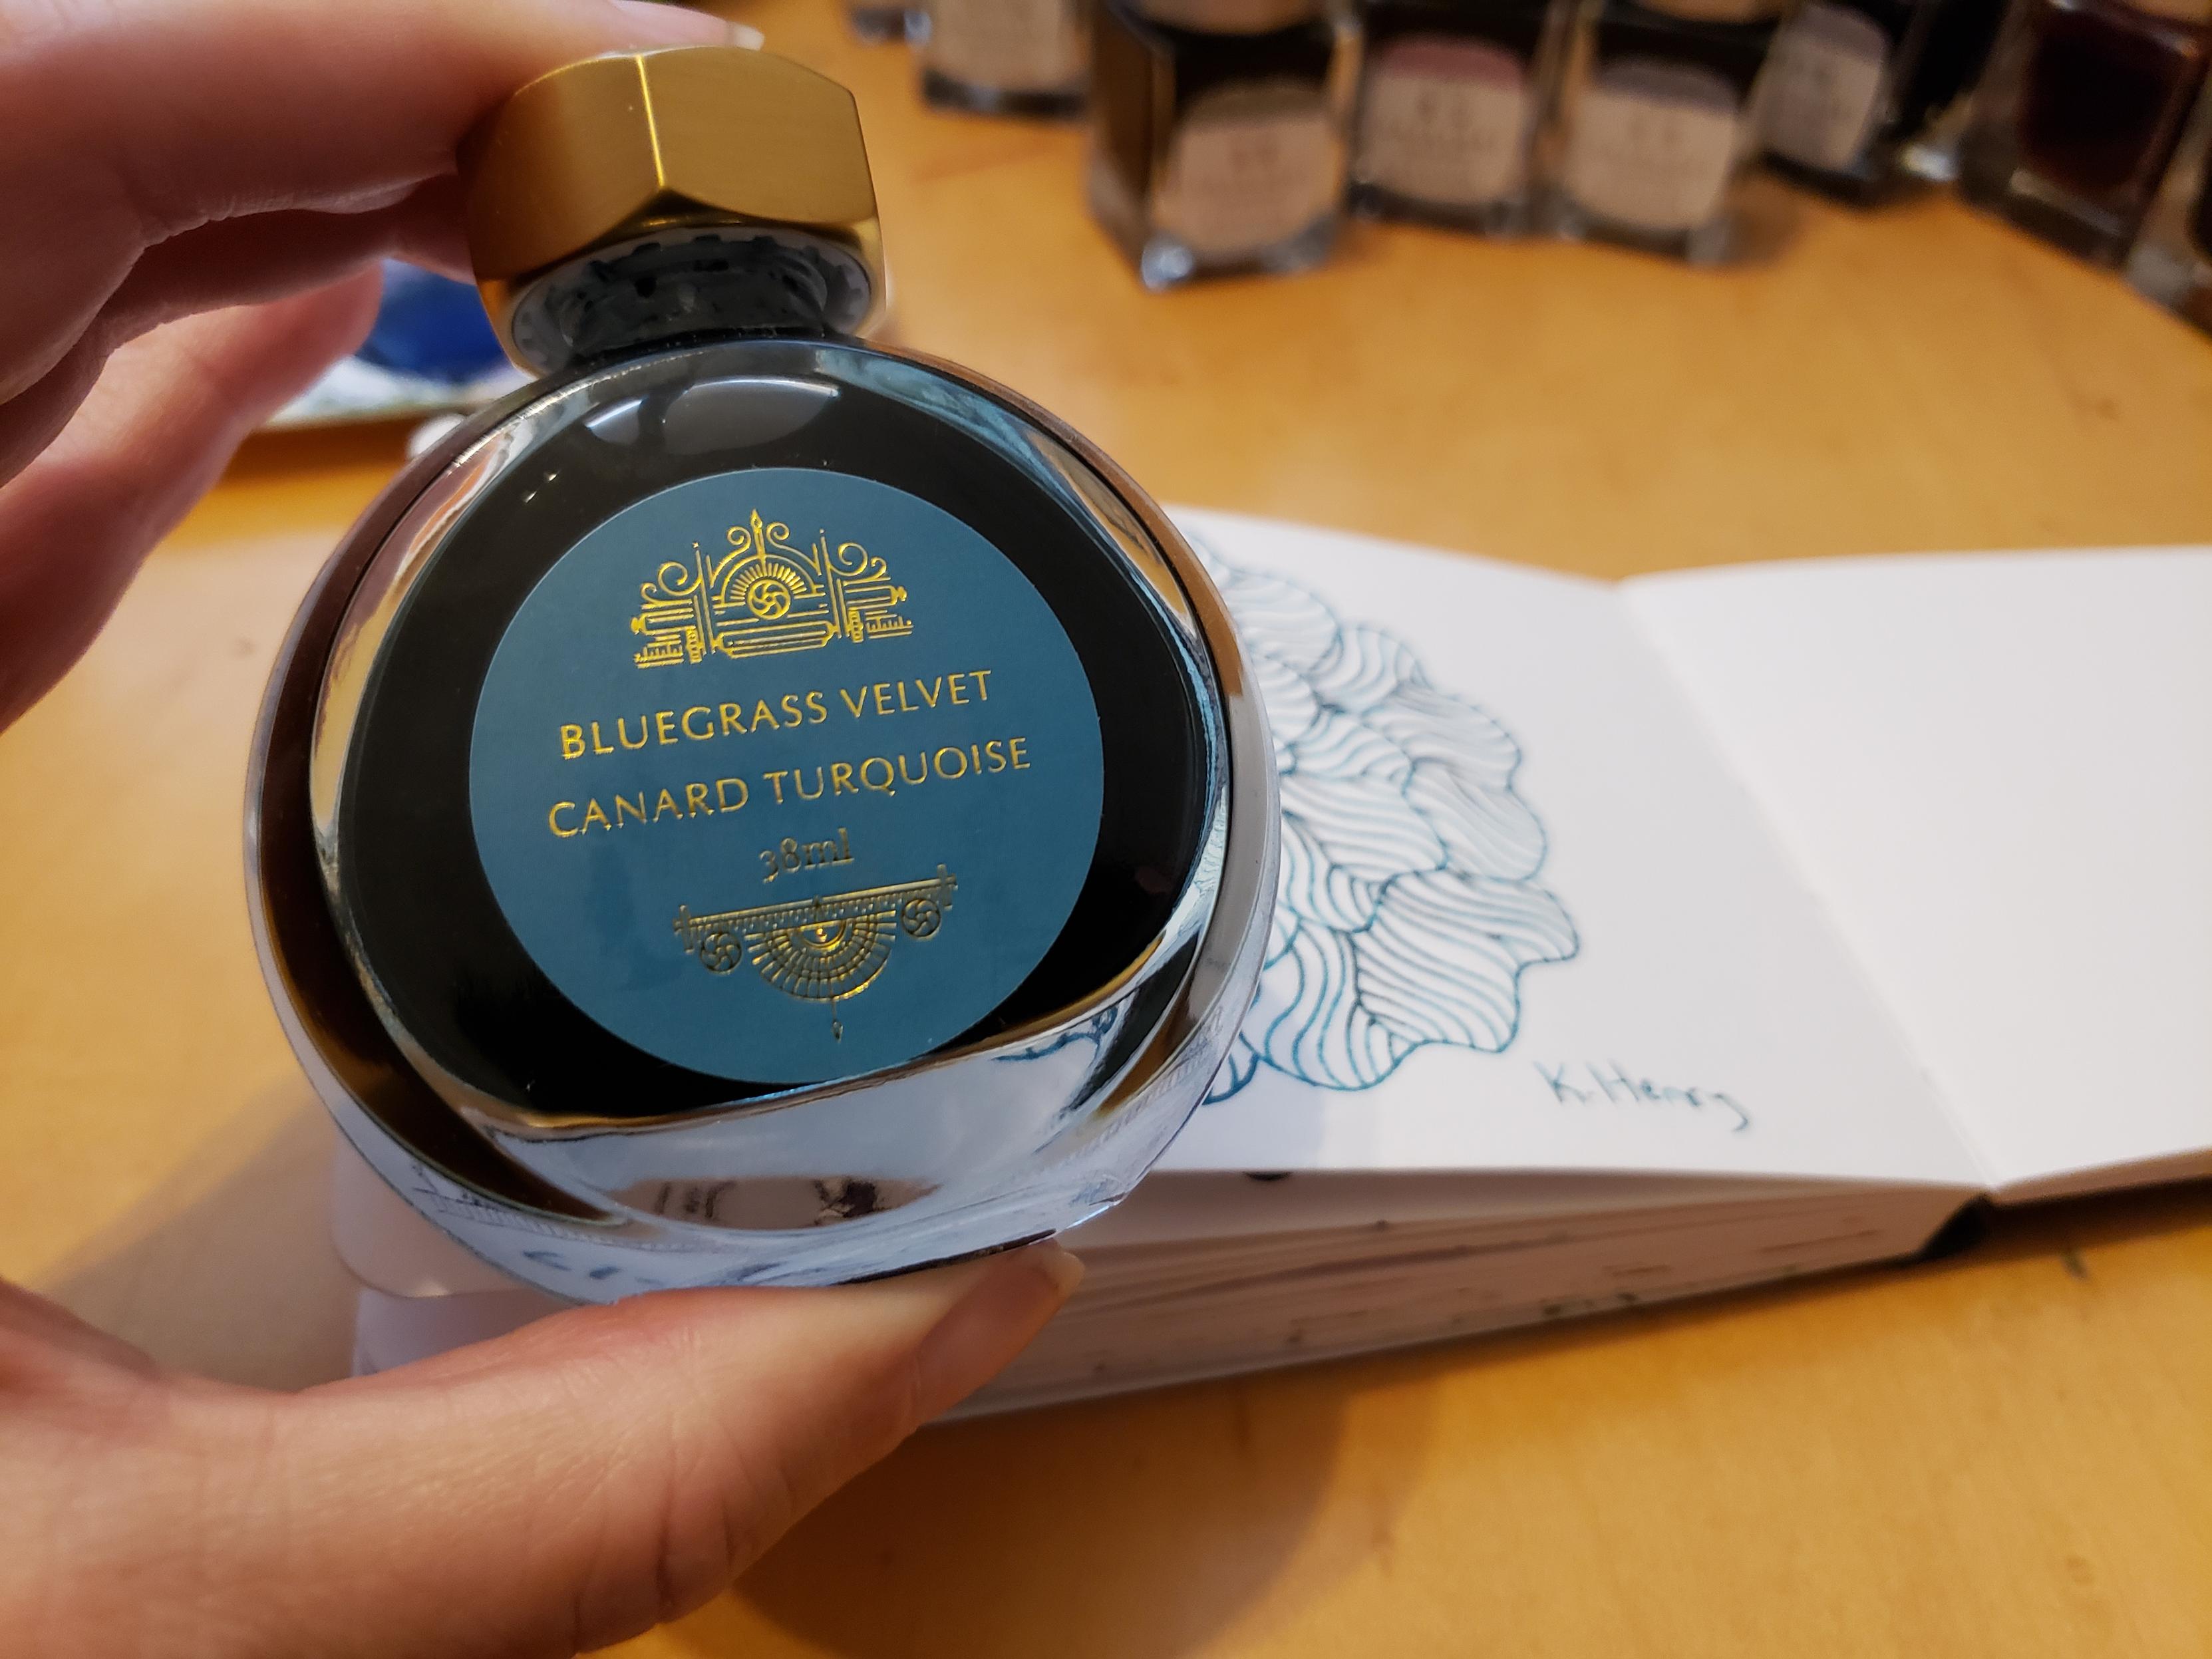 BLUEGRASS VELVET
CANARD TURQUOISE
38ml
K. Henry